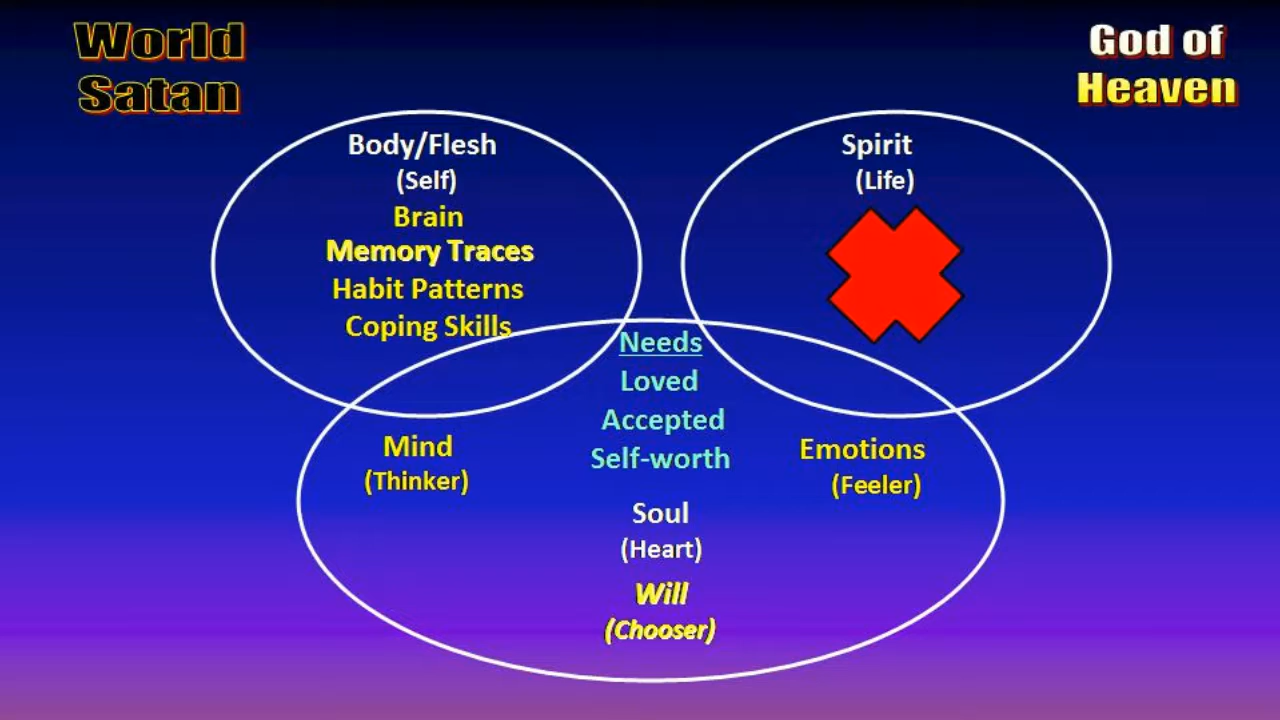 World
Satan
God of
Heaven
Body/Flesh
(Self)
Brain
Memory Traces
Habit Patterns
Coping Skills
Spirit
(Life)
Needs
Loved
Accepted
Self-worth
Mind
(Thinker)
Emotions
(Feeler)
Soul
(Heart)
Will
(Chooser)